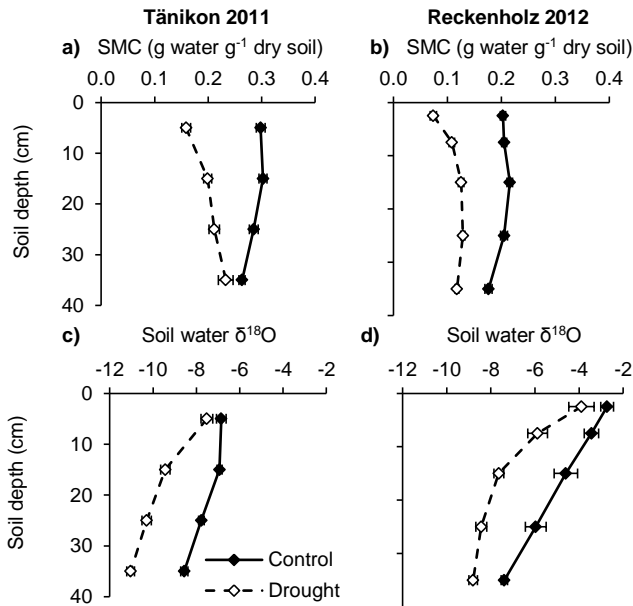 Tänikon 2011
Reckenholz 2012
a) SMC (g water g⁻¹ dry soil)
b) SMC (g water g⁻¹ dry soil)
0.0 0.1 0.2 0.3 0.4
0.0 0.1 0.2 0.3 0.4
Soil depth (cm)
0
10
20
30
40
c) Soil water δ¹⁸O
d) Soil water δ¹⁸O
-12 -10 -8 -6 -4 -2
-12 -10 -8 -6 -4 -2
Soil depth (cm)
0
10
20
30
40
Control
Drought